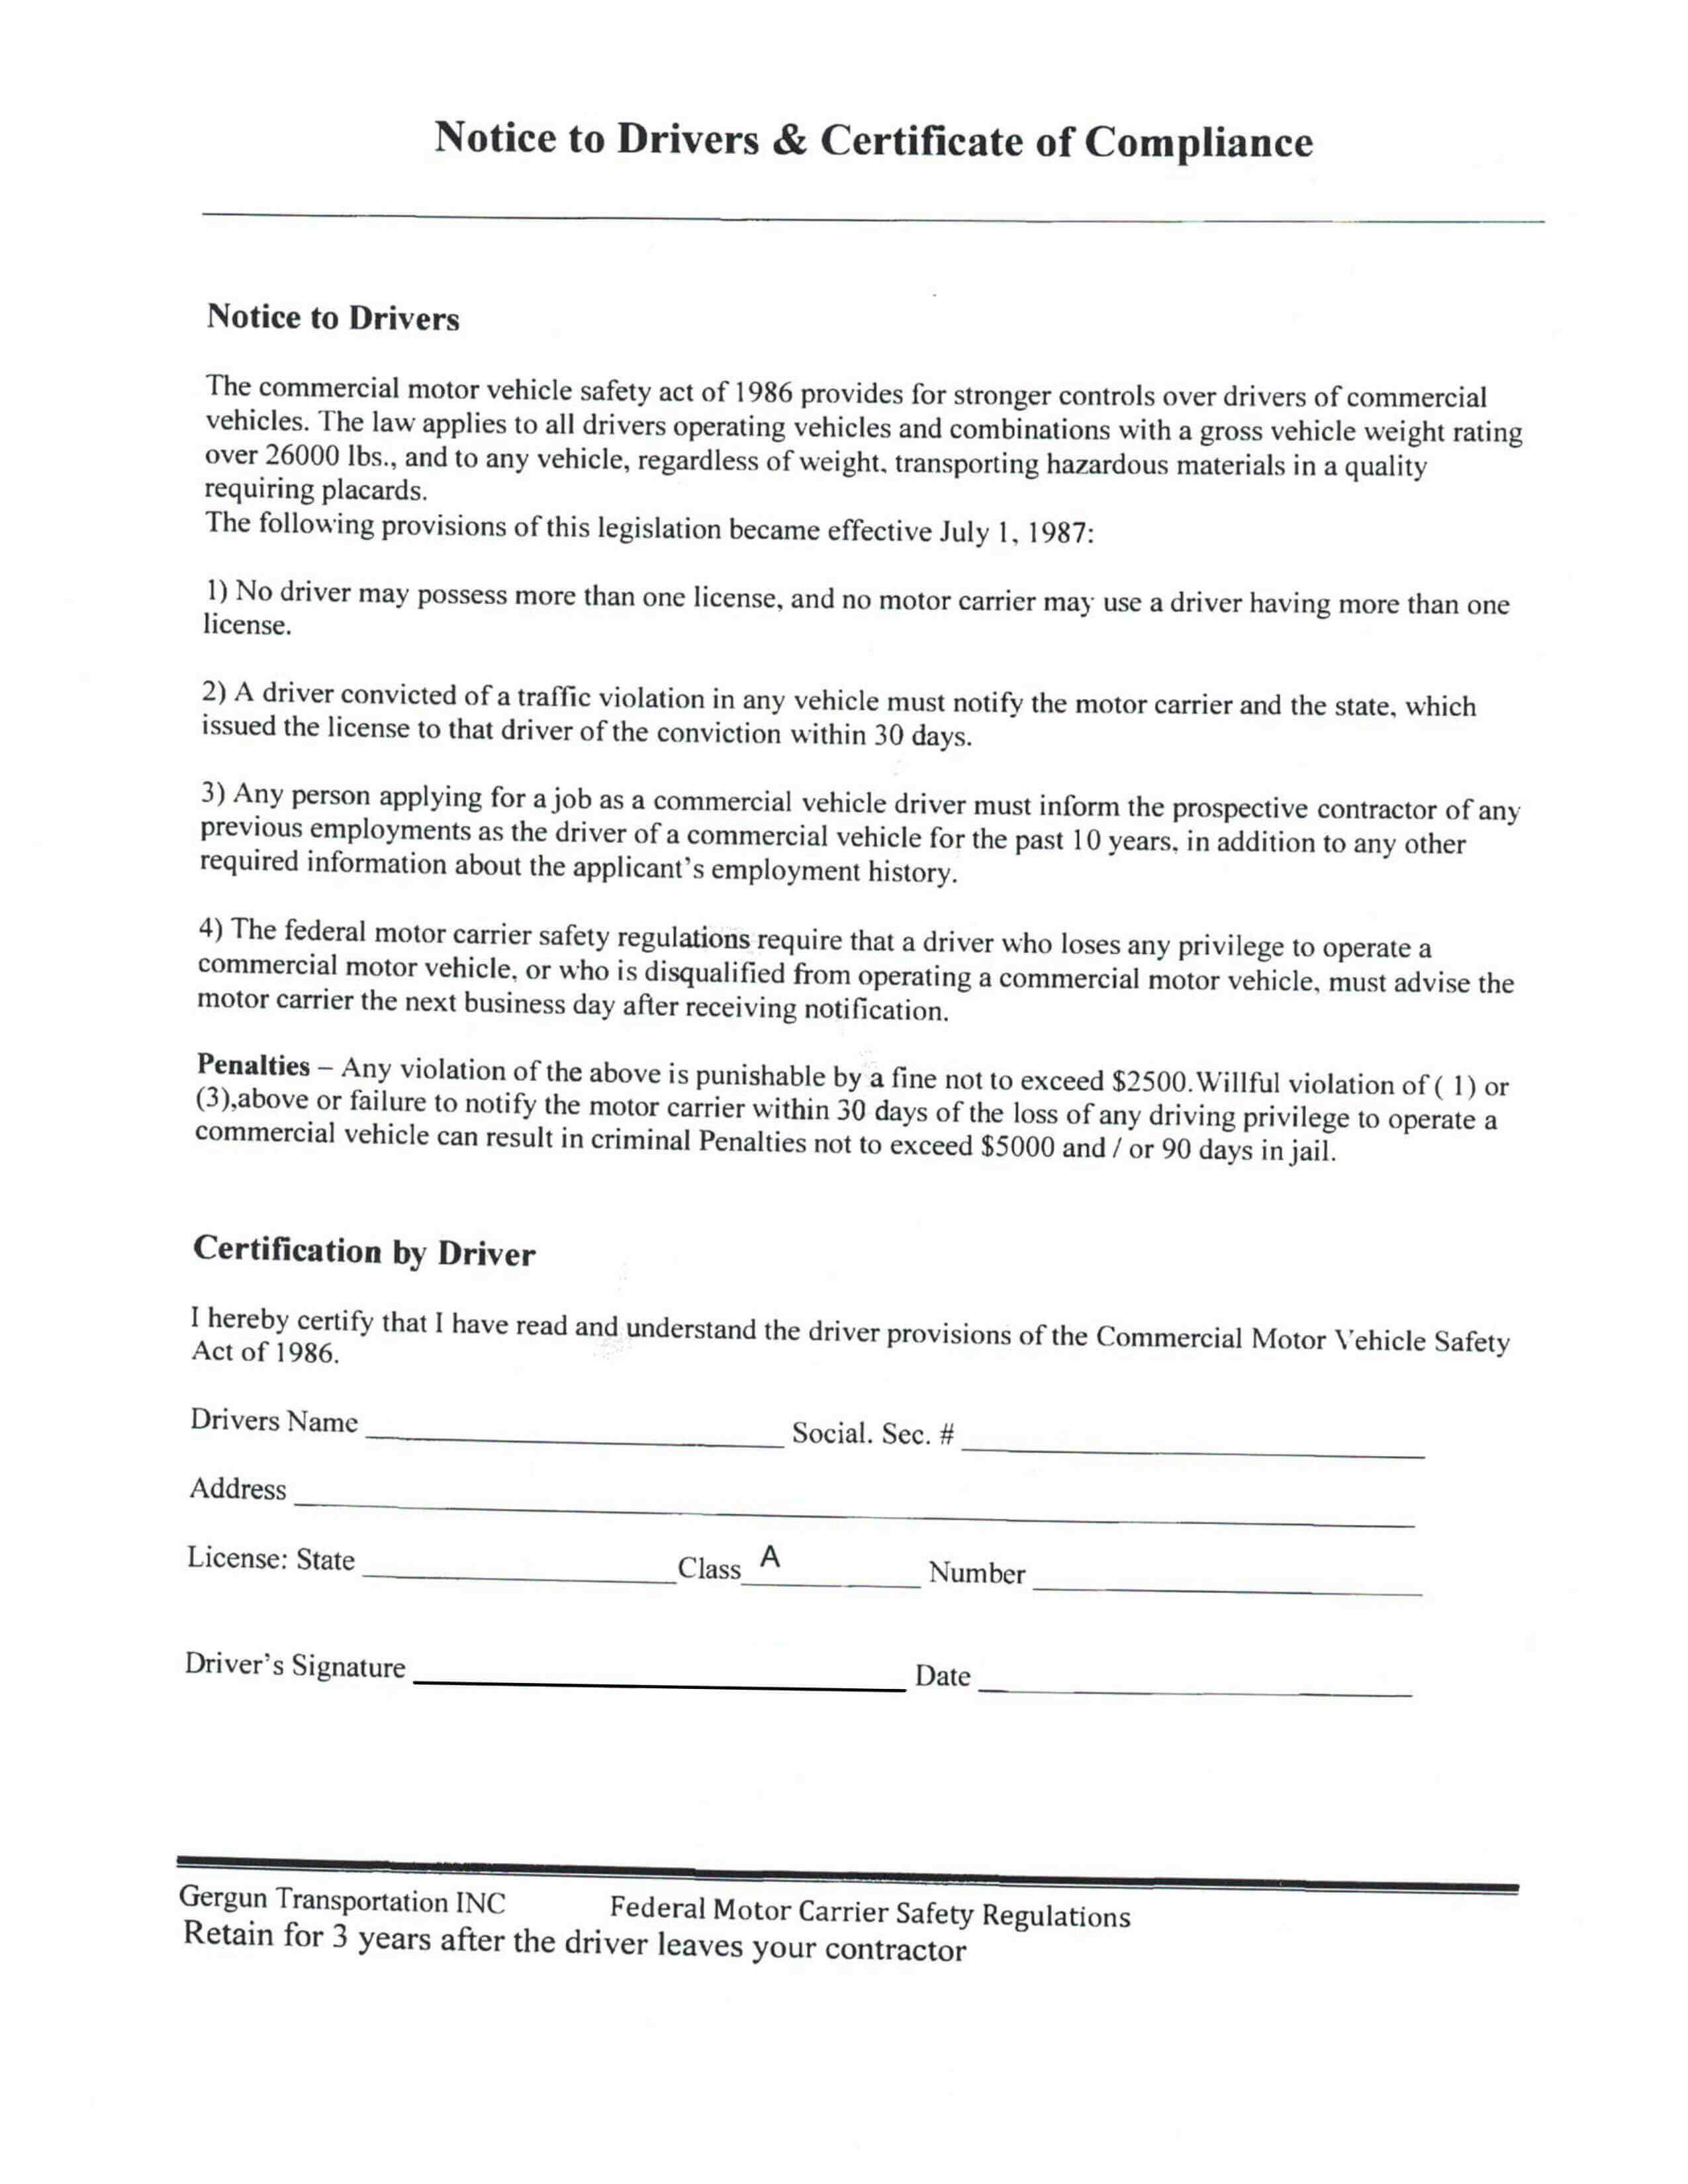 Notice to Drivers & Certificate of Compliance
Notice to Drivers
The commercial motor vehicle safety act of 1986 provides for stronger controls over drivers of commercial
vehicles. The law applies to all drivers operating vehicles and combinations with a gross vehicle weight rating
over 26000 lbs., and to any vehicle, regardless of weight, transporting hazardous materials in a quality
requiring placards.
The following provisions of this legislation became effective July 1, 1987:
1) No driver may possess more than one license, and no motor carrier may use a driver having more than one
license.
2) A driver convicted of a traffic violation in any vehicle must notify the motor carrier and the state, which
issued the license to that driver of the conviction within 30 days.
3) Any person applying for a job as a commercial vehicle driver must inform the prospective contractor of any
previous employments as the driver of a commercial vehicle for the past 10 years, in addition to any other
required information about the applicant's employment history.
4) The federal motor carrier safety regulations require that a driver who loses any privilege to operate a
commercial motor vehicle, or who is disqualified from operating a commercial motor vehicle, must advise the
motor carrier the next business day after receiving notification.
Penalties – Any violation of the above is punishable by a fine not to exceed $2500.Willful violation of ( 1) or
(3),above or failure to notify the motor carrier within 30 days of the loss of any driving privilege to operate a
commercial vehicle can result in criminal Penalties not to exceed $5000 and / or 90 days in jail.
Certification by Driver
I hereby certify that I have read and understand the driver provisions of the Commercial Motor Vehicle Safety
Act of 1986.
Drivers Name Social. Sec. #
Address
License: State Class A Number
Driver's Signature Date
Gergun Transportation INC Federal Motor Carrier Safety Regulations
Retain for 3 years after the driver leaves your contractor